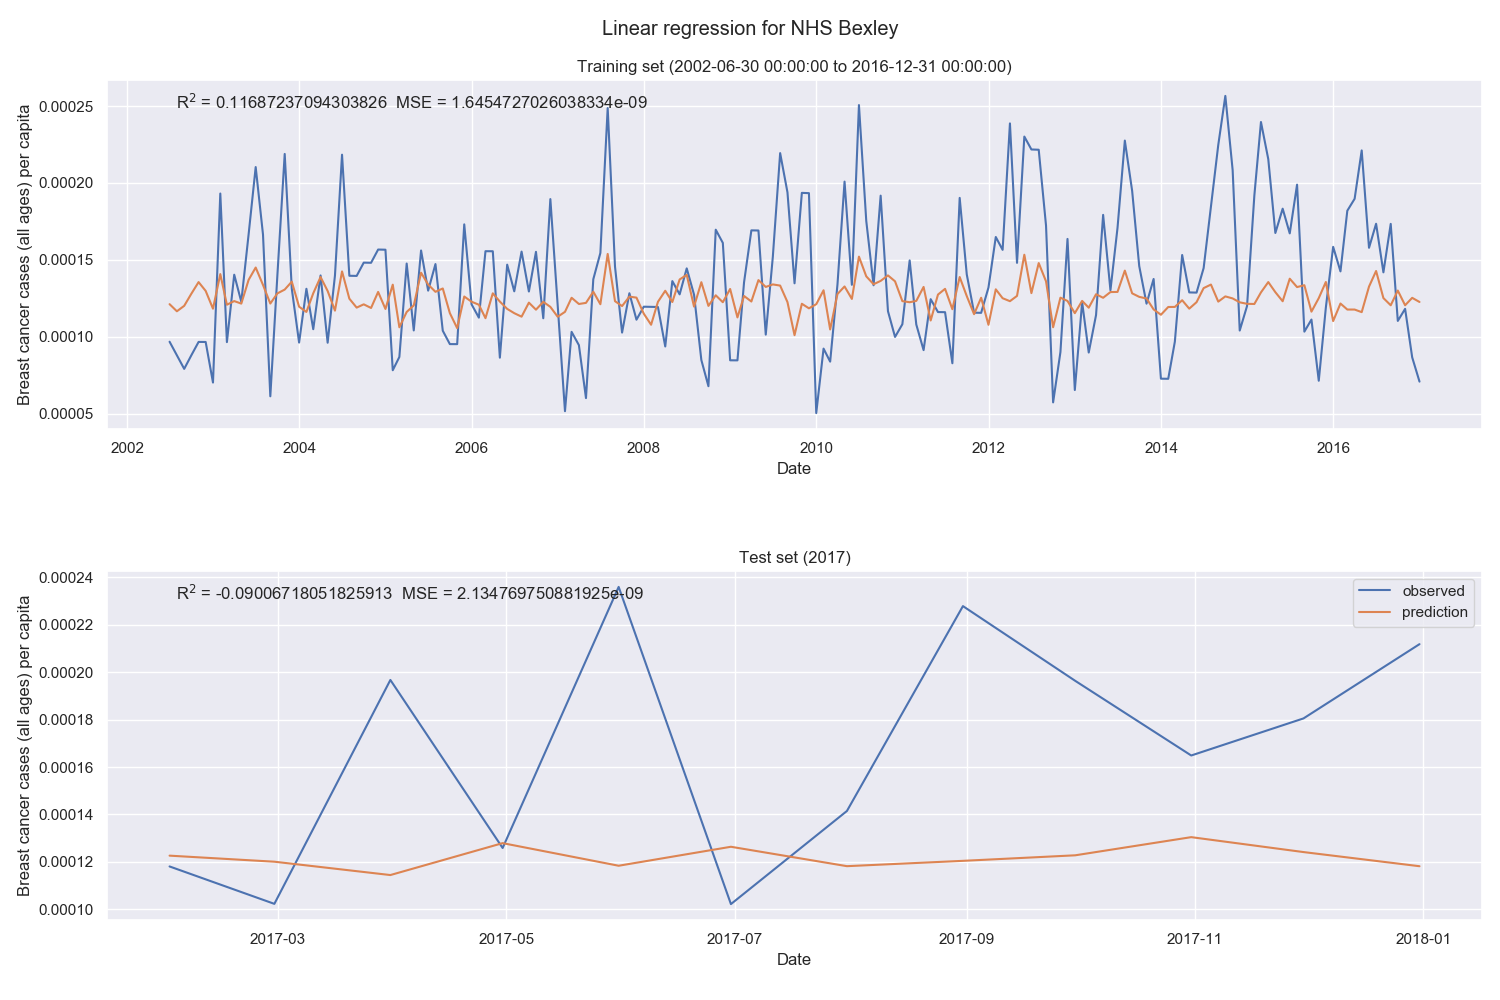 Linear regression for NHS Bexley
Training set (2002-06-30 00:00:00 to 2016-12-31 00:00:00)
R² = 0.11687237094303826 MSE = 1.6454727026038334e-09
Breast cancer cases (all ages) per capita
0.00025
0.00020
0.00015
0.00010
0.00005
2002 2004 2006 2008 2010 2012 2014 2016
Date
Test set (2017)
R² = -0.09006718051825913 MSE = 2.134769750881925e-09
observed
prediction
Breast cancer cases (all ages) per capita
0.00024
0.00022
0.00020
0.00018
0.00016
0.00014
0.00012
0.00010
2017-03 2017-05 2017-07 2017-09 2017-11 2018-01
Date